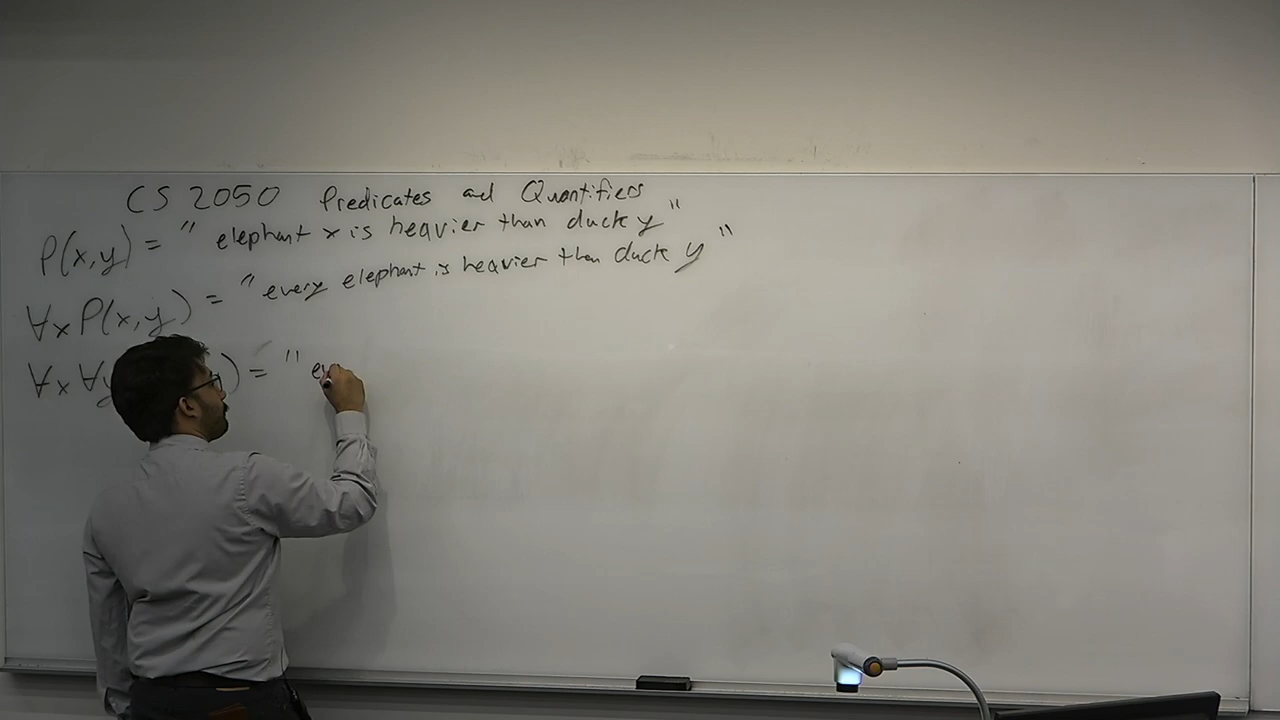 CS 2050 Predicates and Quantifiers
P(x,y) = "elephant x is heavier than duck y"
∀x P(x,y) = "every elephant is heavier than duck y"
∀x ∀y ) = "ev